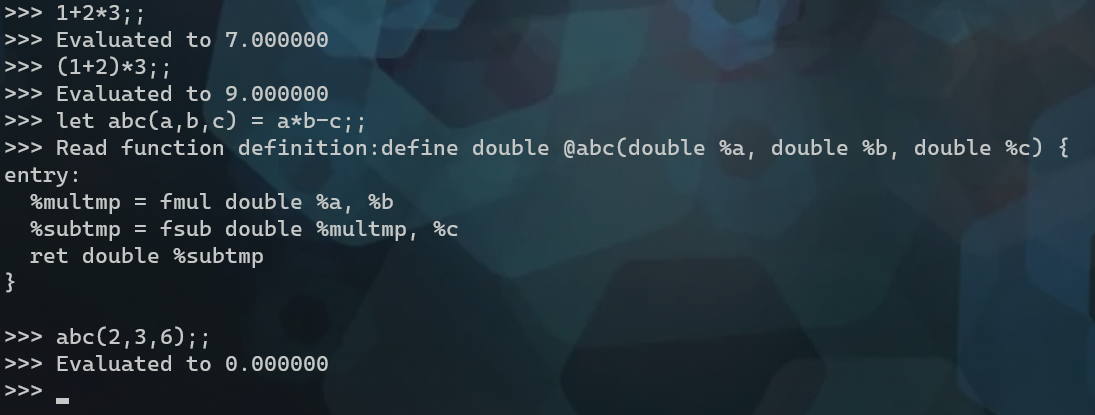 >>> 1+2*3;;
>>> Evaluated to 7.000000
>>> (1+2)*3;;
>>> Evaluated to 9.000000
>>> let abc(a,b,c) = a*b-c;;
>>> Read function definition:define double @abc(double %a, double %b, double %c) {
entry:
  %multmp = fmul double %a, %b
  %subtmp = fsub double %multmp, %c
  ret double %subtmp
}

>>> abc(2,3,6);;
>>> Evaluated to 0.000000
>>>